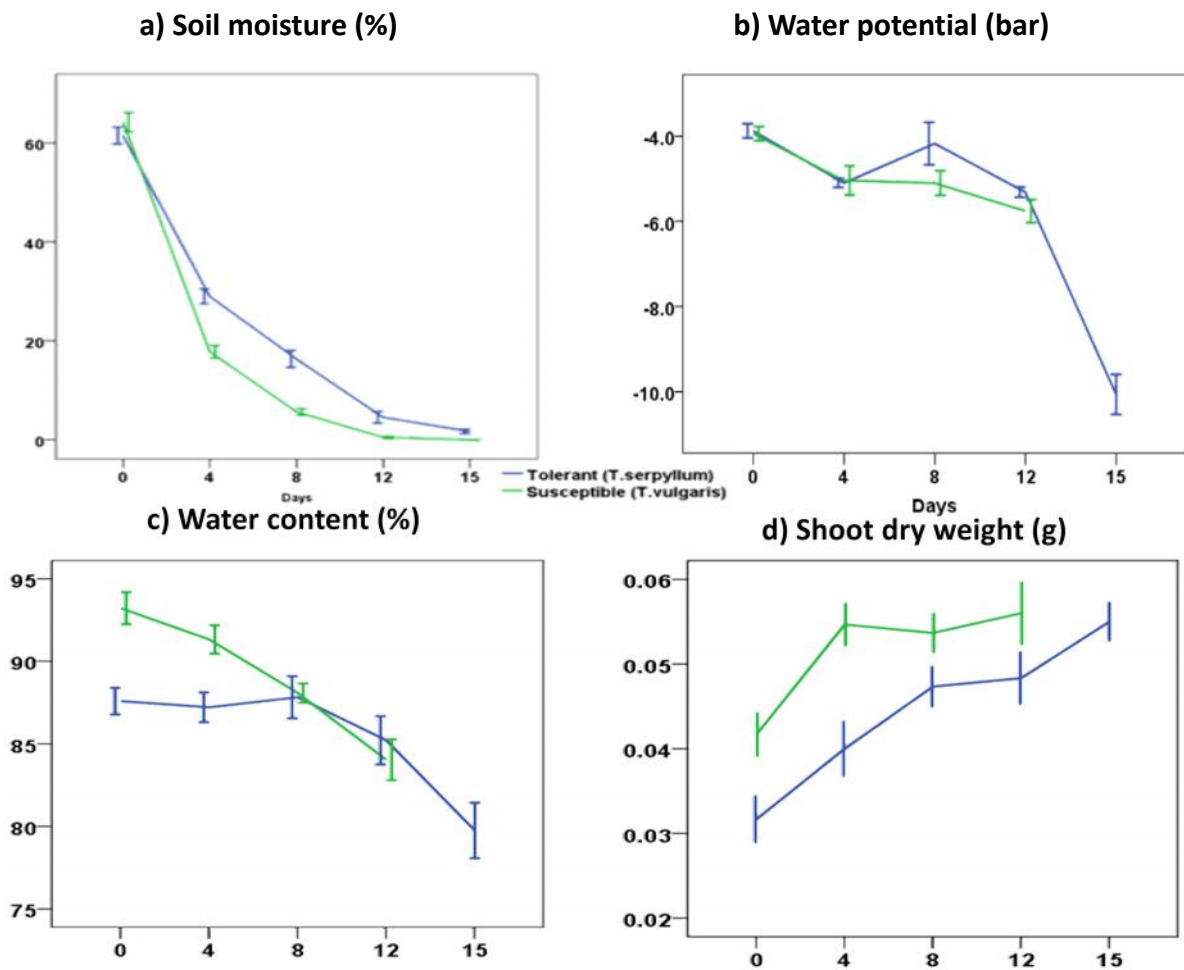 a) Soil moisture (%)
60
40
20
0
0 4 8 12 15
Days
b) Water potential (bar)
-4.0
-6.0
-8.0
-10.0
0 4 8 12 15
Days
Tolerant (T.serpyllum)
Susceptible (T.vulgaris)
c) Water content (%)
95
90
85
80
75
0 4 8 12 15
d) Shoot dry weight (g)
0.06
0.05
0.04
0.03
0.02
0 4 8 12 15